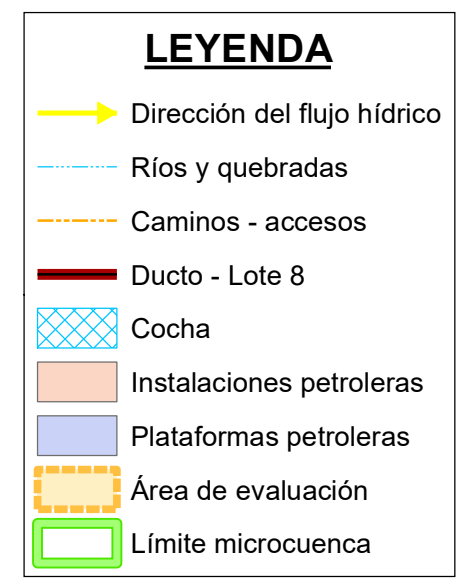 LEYENDA
Dirección del flujo hídrico
Ríos y quebradas
Caminos - accesos
Ducto - Lote 8
Cocha
Instalaciones petroleras
Plataformas petroleras
Área de evaluación
Límite microcuenca